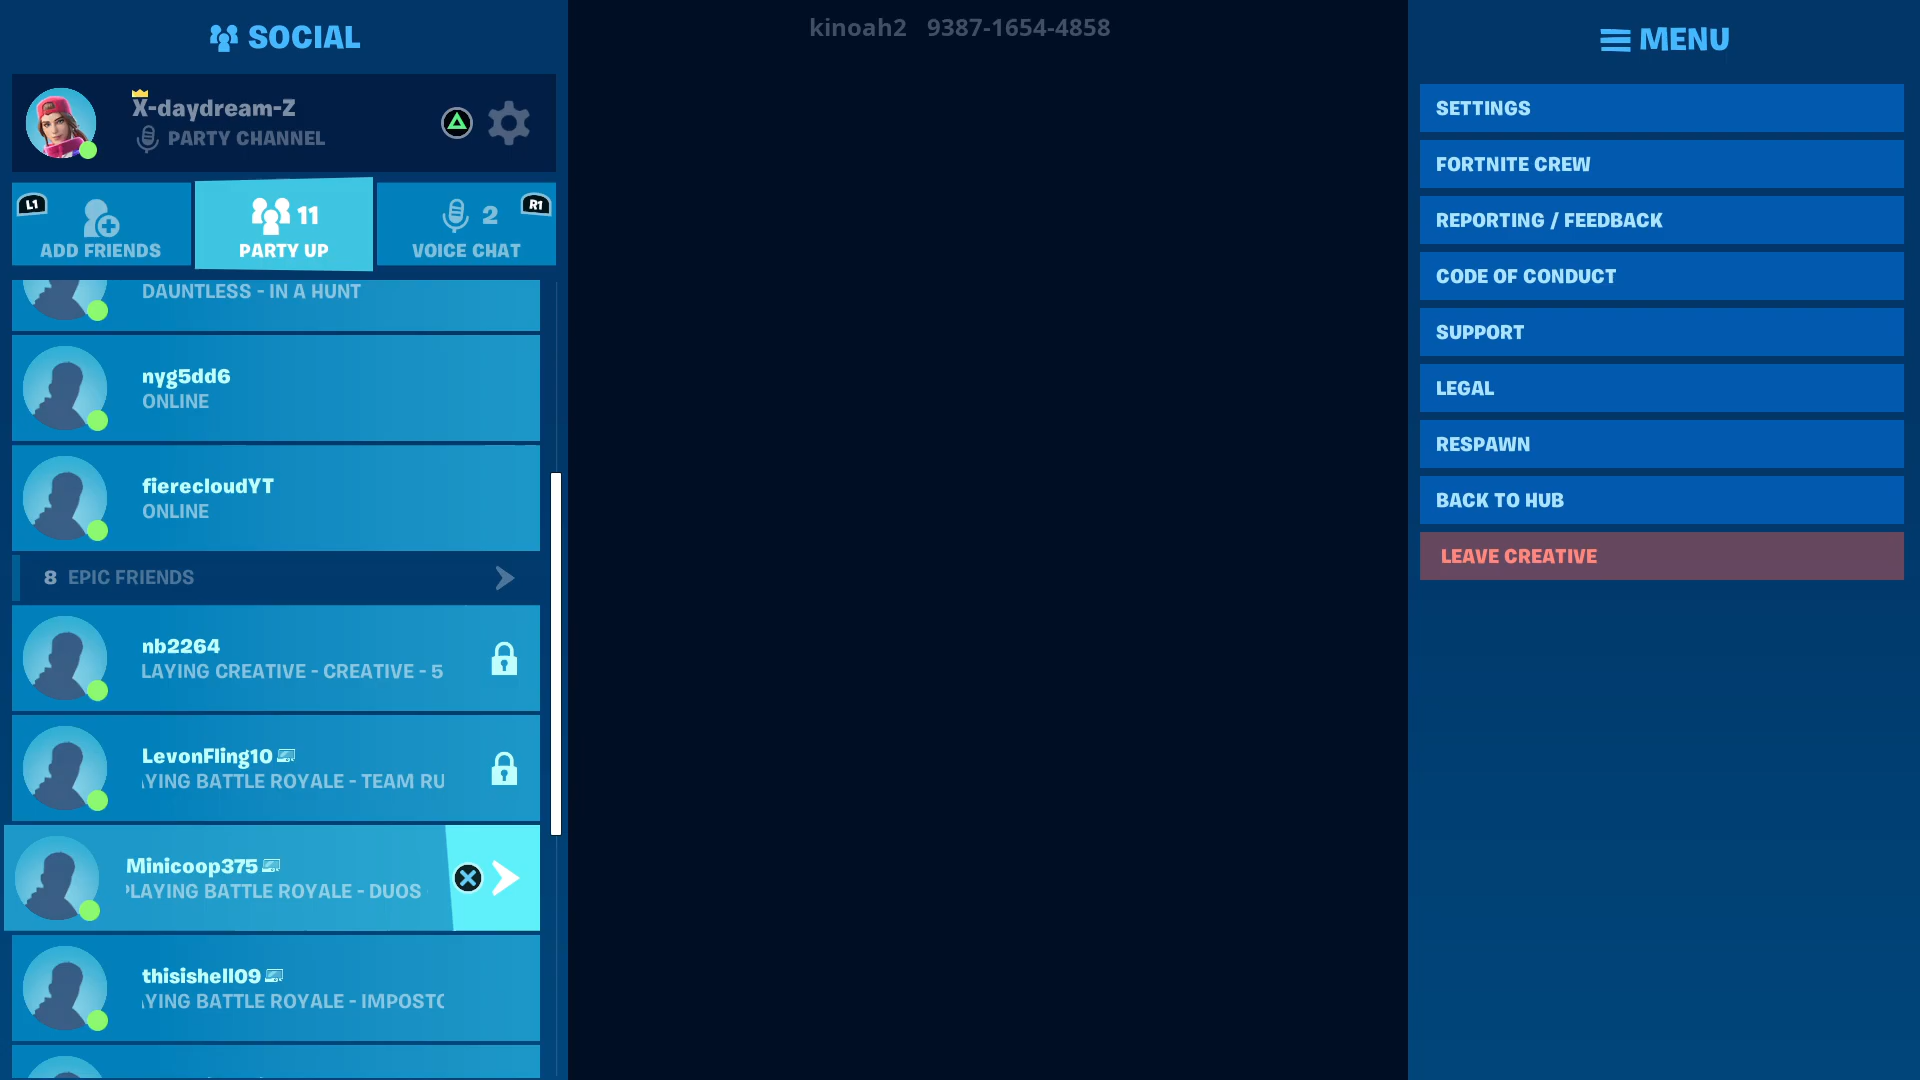 SOCIAL
X-daydream-Z
PARTY CHANNEL
L1
ADD FRIENDS
11
PARTY UP
2
R1
VOICE CHAT
DAUNTLESS - IN A HUNT
nyg5dd6
ONLINE
fierecloudYT
ONLINE
8 EPIC FRIENDS
nb2264
LAYING CREATIVE - CREATIVE - 5
LevonFling10
YING BATTLE ROYALE - TEAM RU
Minicoop375
PLAYING BATTLE ROYALE - DUOS
thisishell09
YING BATTLE ROYALE - IMPOSTO
kinoah2 9387-1654-4858
MENU
SETTINGS
FORTNITE CREW
REPORTING / FEEDBACK
CODE OF CONDUCT
SUPPORT
LEGAL
RESPAWN
BACK TO HUB
LEAVE CREATIVE